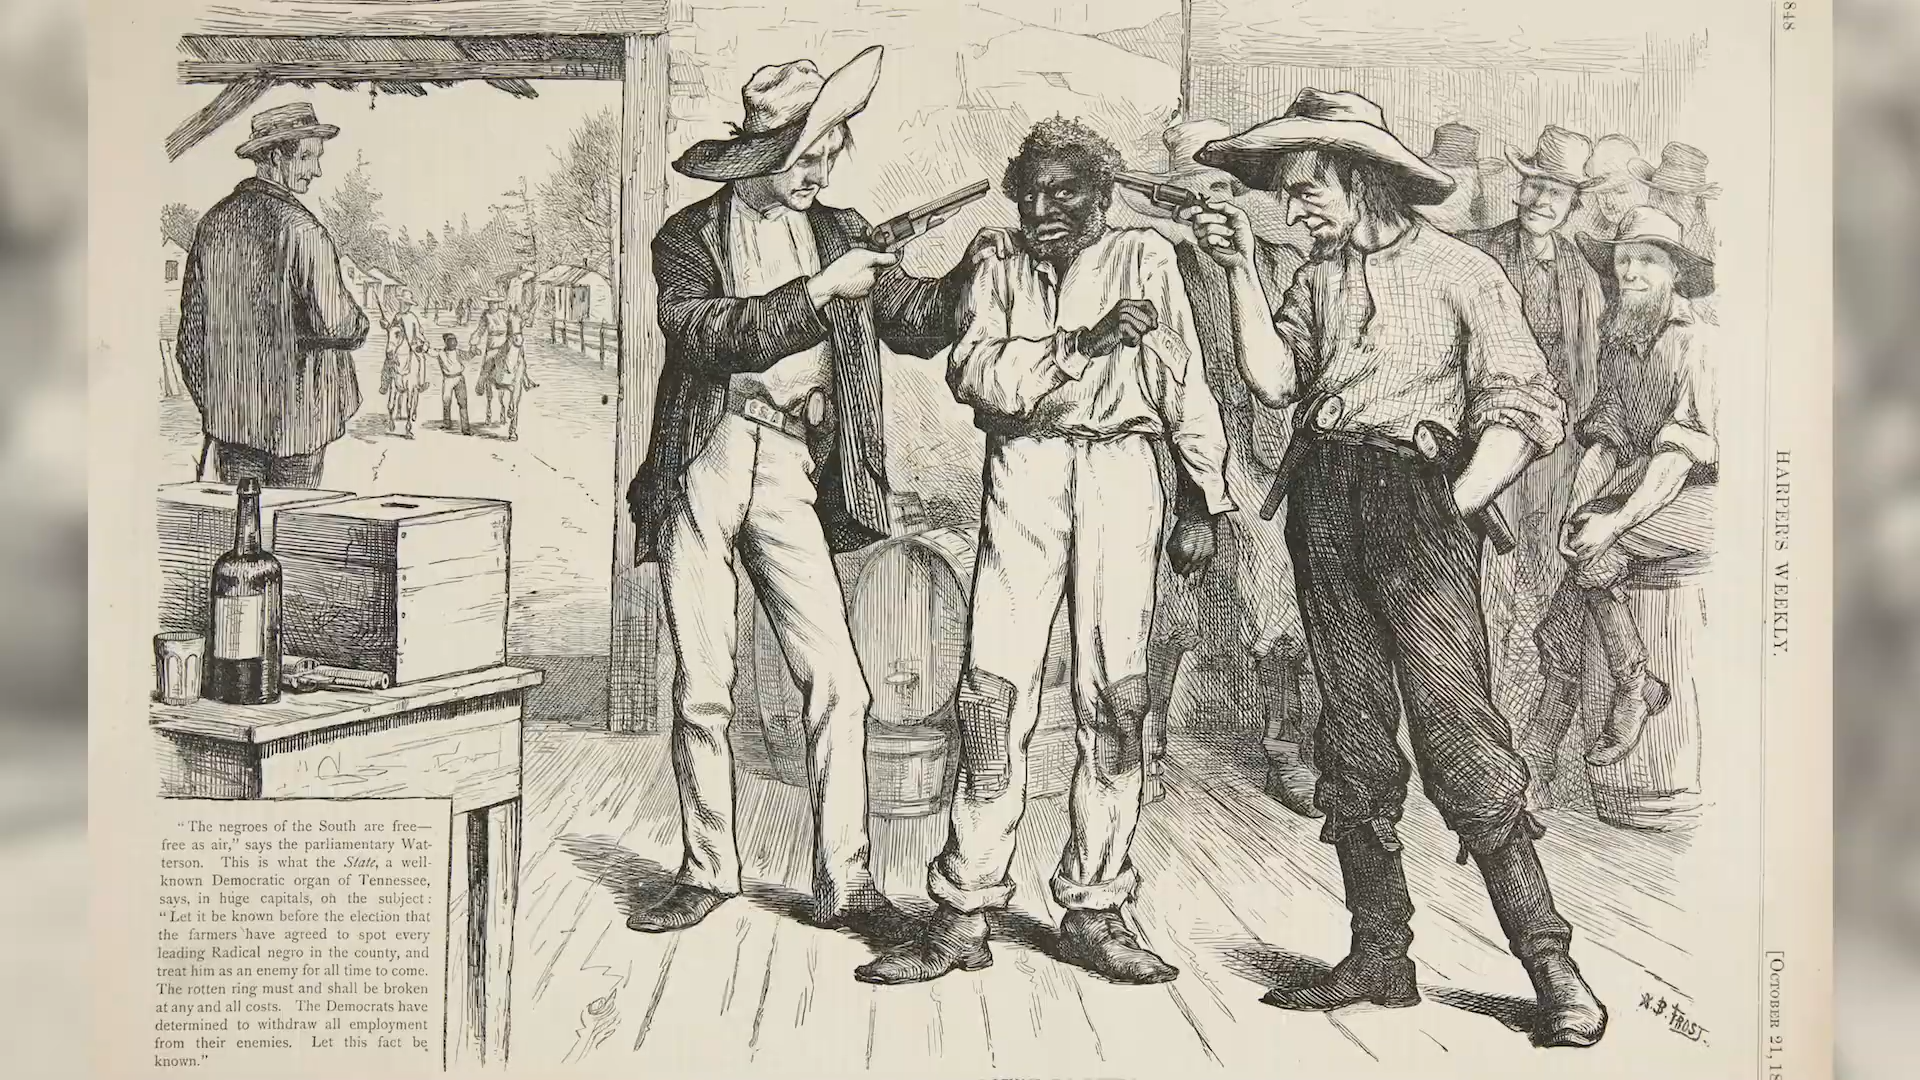 848
HARPER'S WEEKLY.
[OCTOBER 21, 18
"The negroes of the South are free—
free as air," says the parliamentary Wat-
terson. This is what the State, a well-
known Democratic organ of Tennessee,
says, in huge capitals, on the subject:
"Let it be known before the election that
the farmers have agreed to spot every
leading Radical negro in the county, and
treat him as an enemy for all time to come.
The rotten ring must and shall be broken
at any and all costs. The Democrats have
determined to withdraw all employment
from their enemies. Let this fact be
known."
A. B. FROST